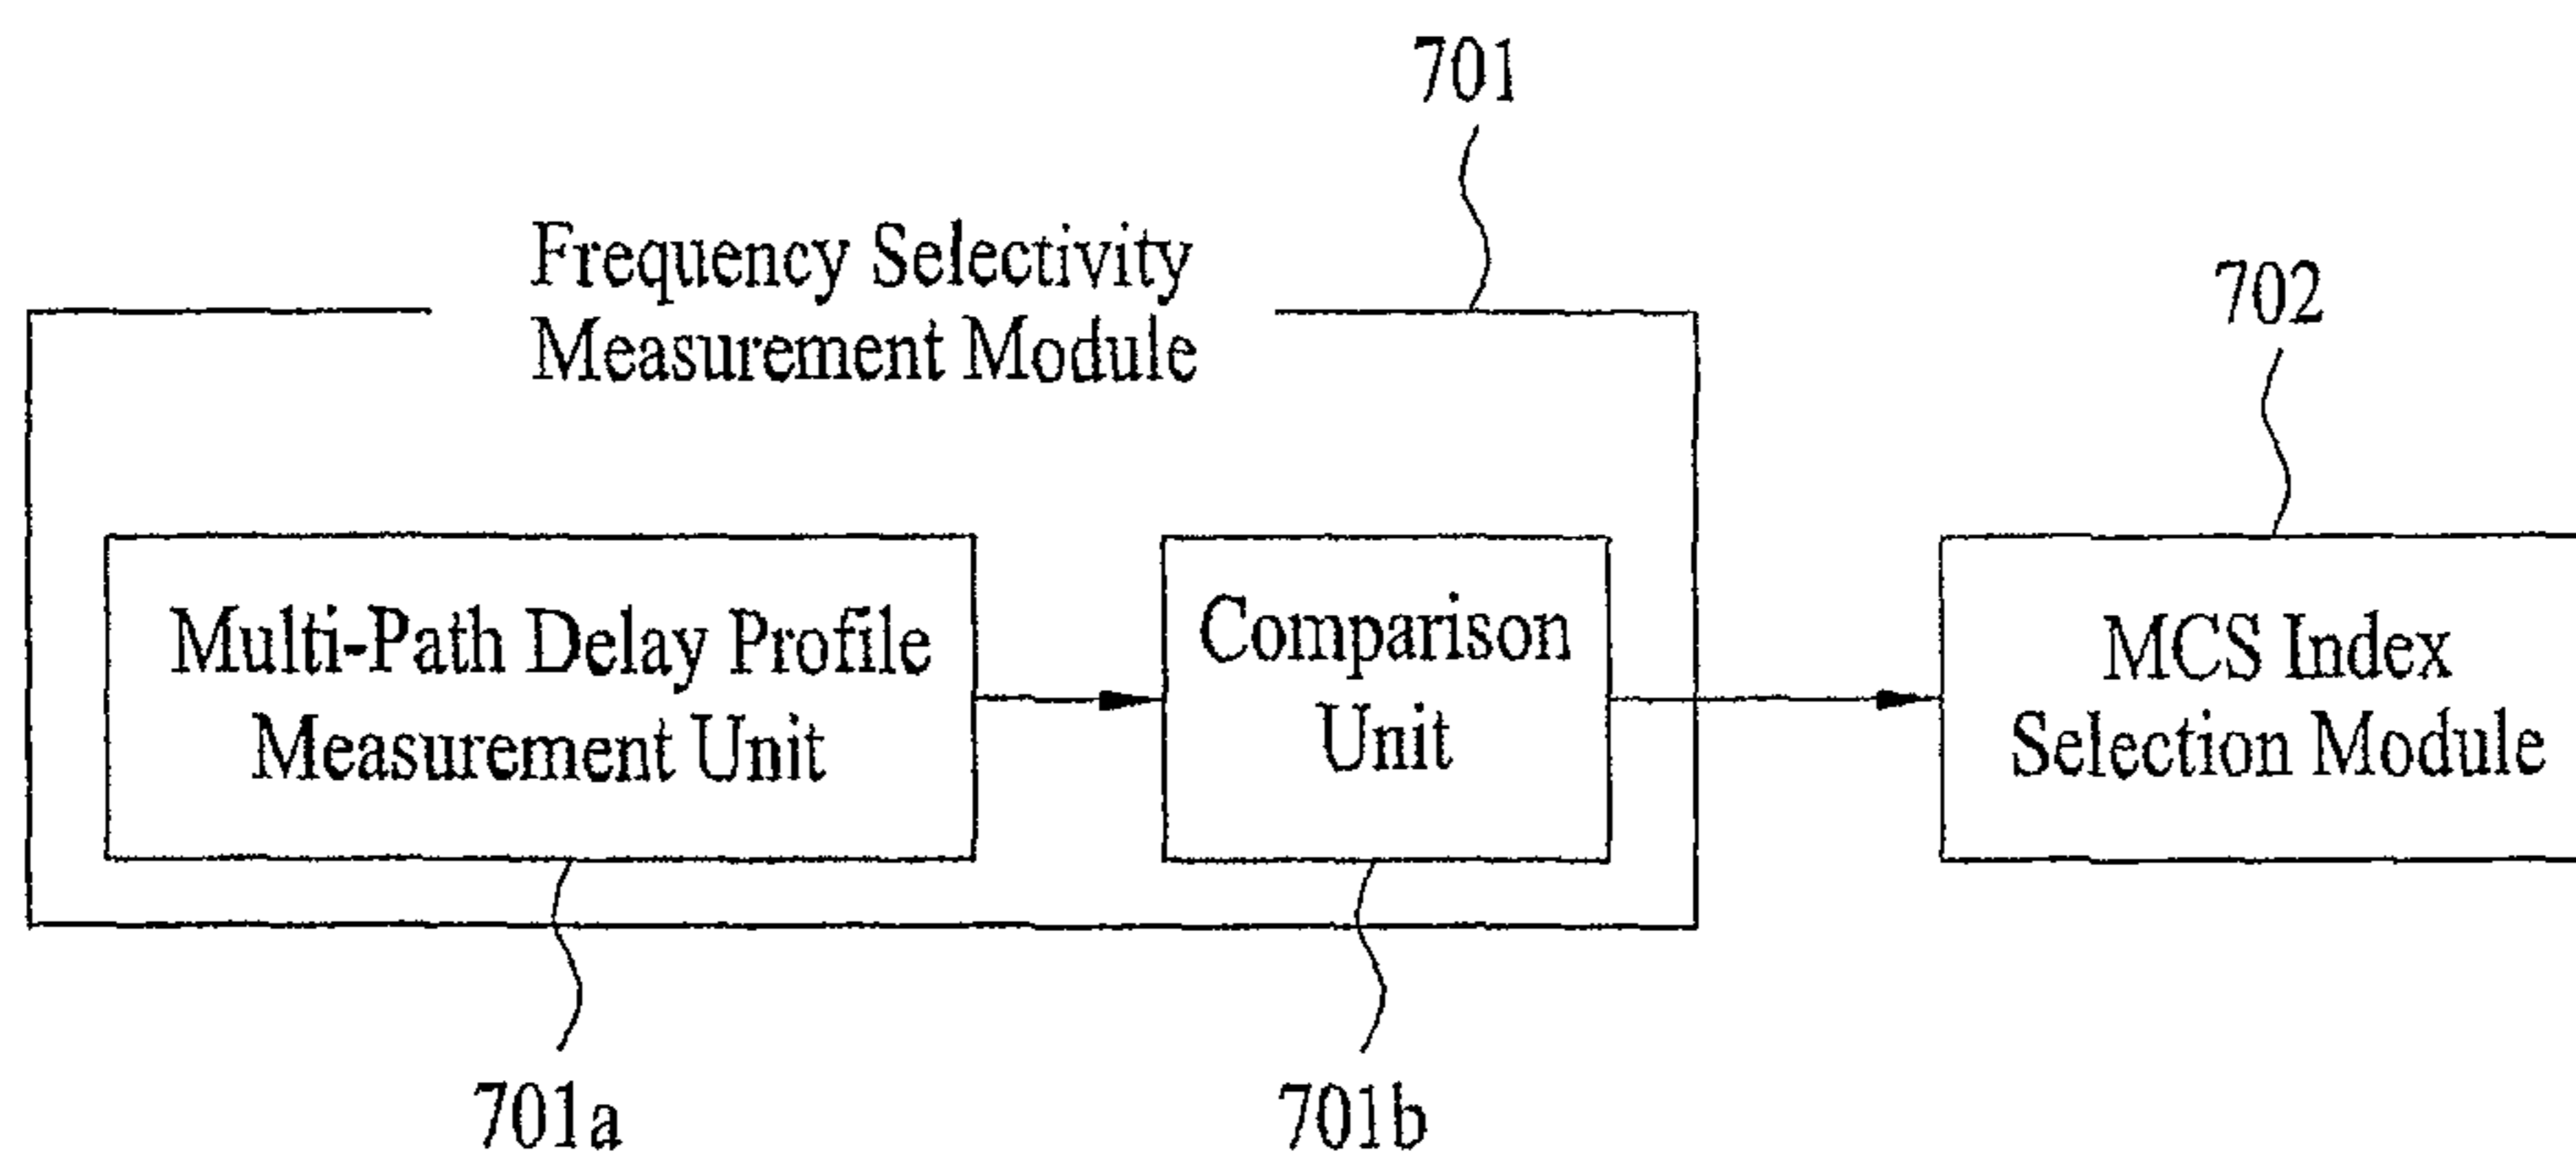 701
Frequency Selectivity
Measurement Module
702
Multi-Path Delay Profile
Measurement Unit
Comparison
Unit
MCS Index
Selection Module
701a
701b